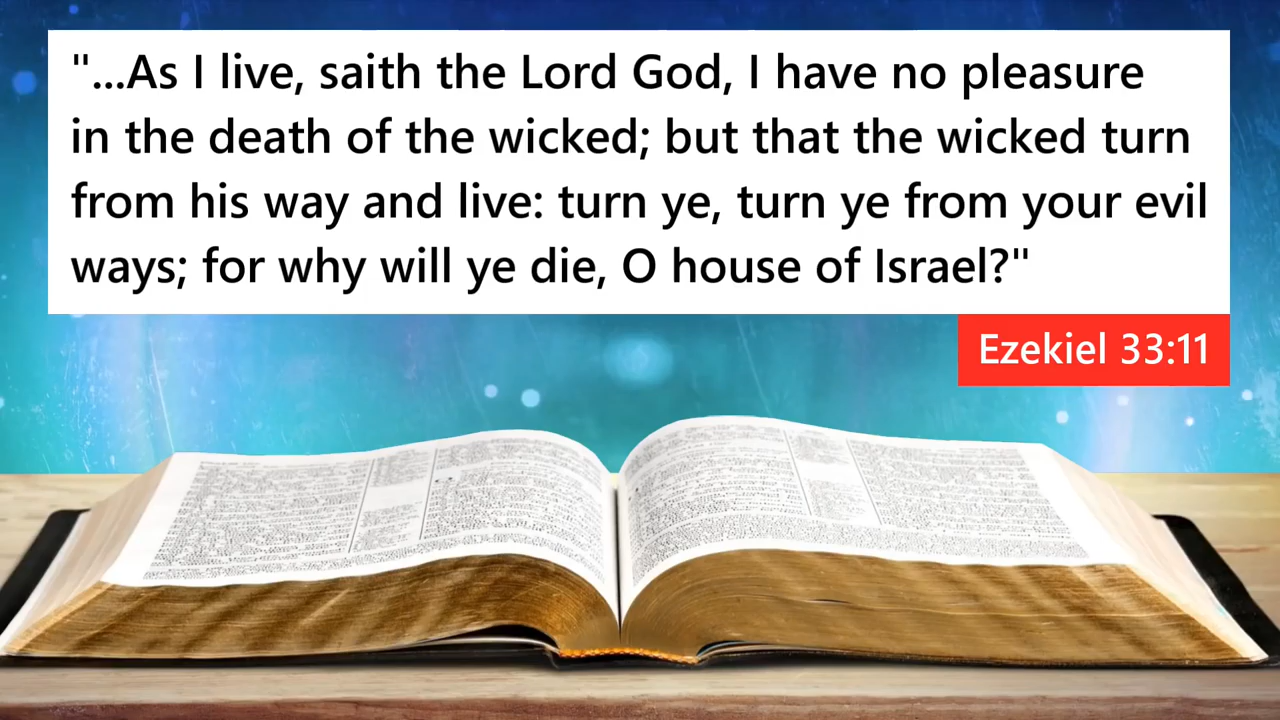 "...As I live, saith the Lord God, I have no pleasure
in the death of the wicked; but that the wicked turn
from his way and live: turn ye, turn ye from your evil
ways; for why will ye die, O house of Israel?"
Ezekiel 33:11